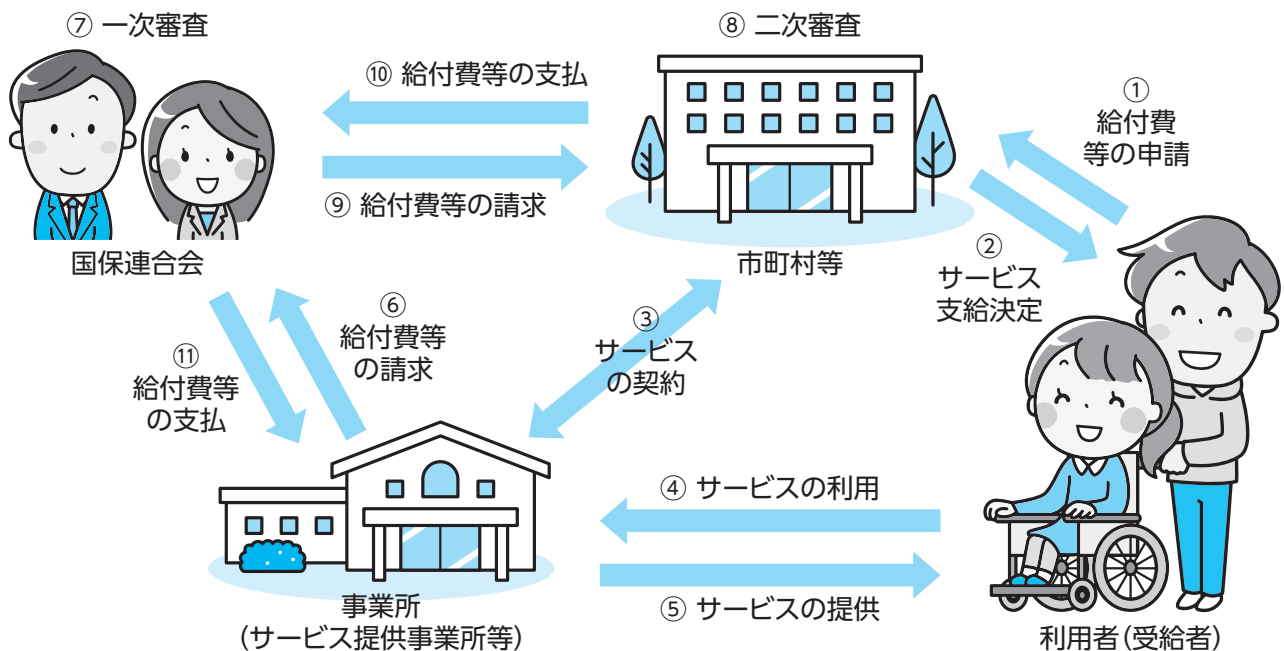 ⑦ 一次審査
⑧ 二次審査
⑩ 給付費等の支払
①
給付費
等の申請
⑨ 給付費等の請求
国保連合会
市町村等
②
サービス
支給決定
③
サービス
の契約
⑥
給付費等
の請求
⑪
給付費等
の支払
④ サービスの利用
⑤ サービスの提供
事業所
(サービス提供事業所等)
利用者(受給者)